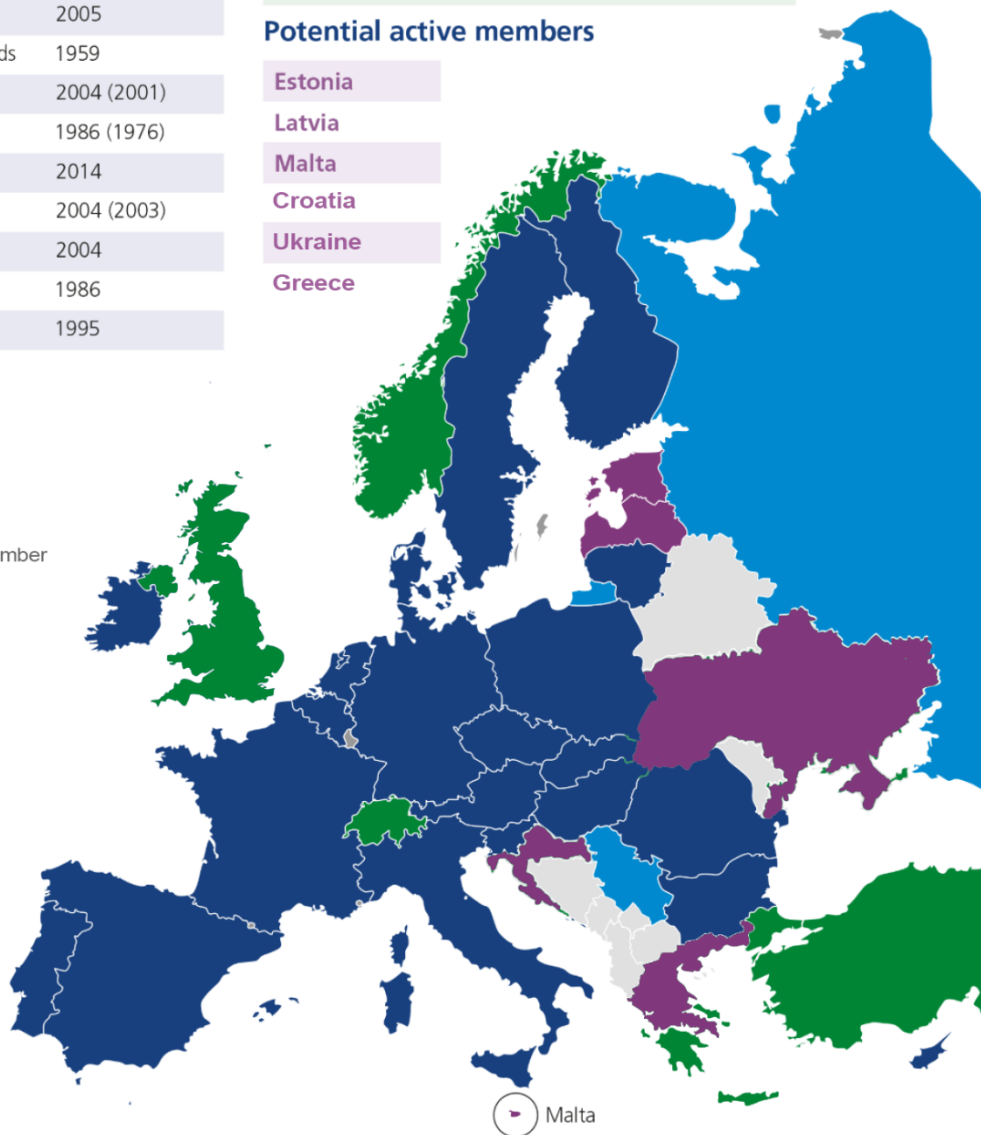 2005
ds 1959
2004 (2001)
1986 (1976)
2014
2004 (2003)
2004
1986
1995
Potential active members
Estonia
Latvia
Malta
Croatia
Ukraine
Greece
mber
Malta